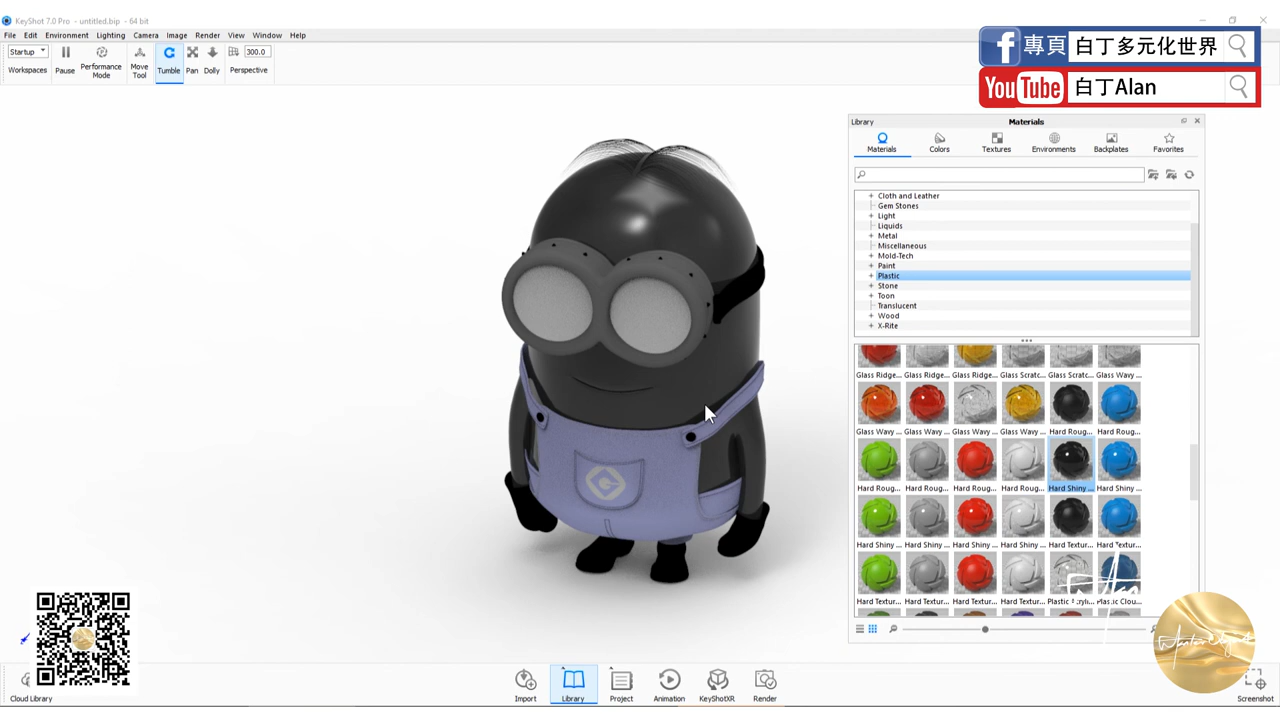 KeyShot 7.0 Pro - untitled.bip - 64 bit
File Edit Environment Lighting Camera Image Render View Window Help
Startup
300.0
Workspaces Pause Performance Mode Move Tool Tumble Pan Dolly Perspective
專頁 白丁多元化世界
YouTube 白丁Alan
Library Materials
Materials Colors Textures Environments Backplates Favorites
Cloth and Leather
Gem Stones
Light
Liquids
Metal
Miscellaneous
Mold-Tech
Paint
Plastic
Stone
Toon
Translucent
Wood
X-Rite
Glass Ridge... Glass Ridge... Glass Ridge... Glass Scratc... Glass Scratc... Glass Wavy ...
Glass Wavy ... Glass Wavy ... Glass Wavy ... Glass Wavy ... Hard Roug... Hard Roug...
Hard Roug... Hard Roug... Hard Roug... Hard Roug... Hard Shiny ... Hard Shiny ...
Hard Shiny ... Hard Shiny ... Hard Shiny ... Hard Shiny ... Hard Textur... Hard Textur...
Hard Textur... Hard Textur... Hard Textur... Hard Textur... Plastic Clou...
Cloud Library Import Library Project Animation KeyShotXR Render Screenshot